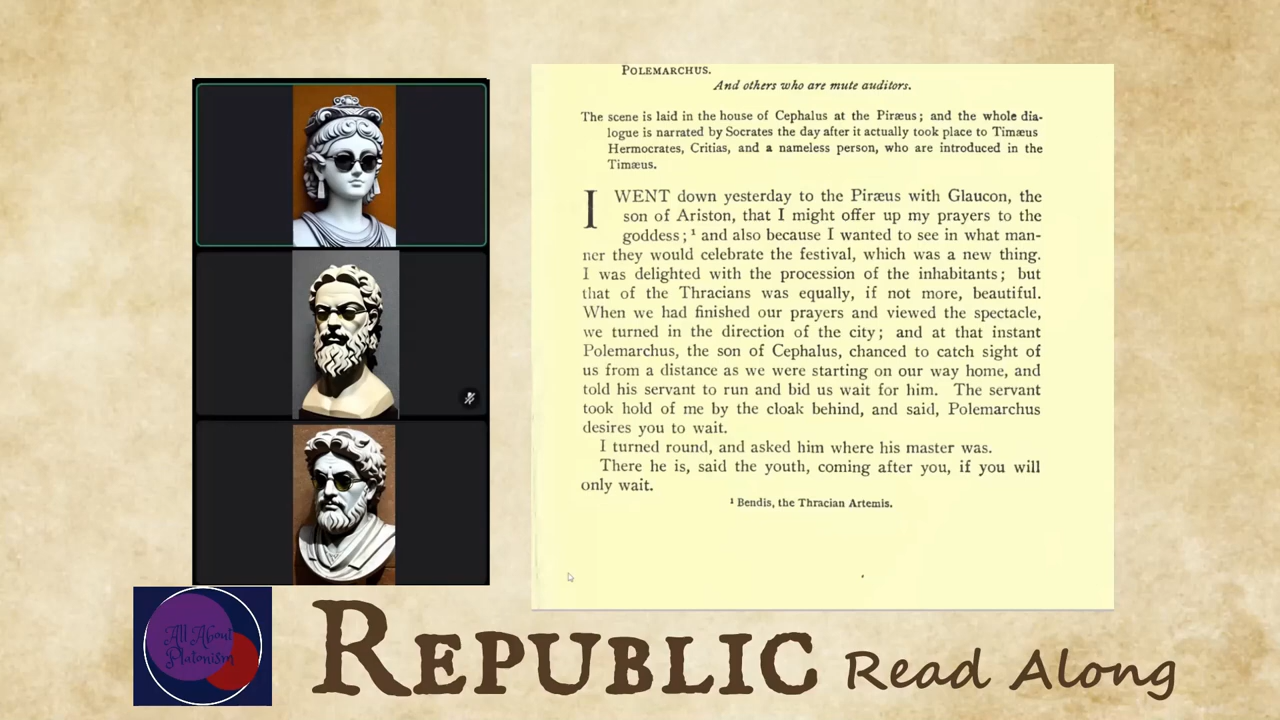 POLEMARCHUS.
And others who are mute auditors.
The scene is laid in the house of Cephalus at the Piræus; and the whole dia-
logue is narrated by Socrates the day after it actually took place to Timæus
Hermocrates, Critias, and a nameless person, who are introduced in the
Timæus.
I WENT down yesterday to the Piræus with Glaucon, the
son of Ariston, that I might offer up my prayers to the
goddess; ¹ and also because I wanted to see in what man-
ner they would celebrate the festival, which was a new thing.
I was delighted with the procession of the inhabitants; but
that of the Thracians was equally, if not more, beautiful.
When we had finished our prayers and viewed the spectacle,
we turned in the direction of the city; and at that instant
Polemarchus, the son of Cephalus, chanced to catch sight of
us from a distance as we were starting on our way home, and
told his servant to run and bid us wait for him. The servant
took hold of me by the cloak behind, and said, Polemarchus
desires you to wait.
I turned round, and asked him where his master was.
There he is, said the youth, coming after you, if you will
only wait.
¹ Bendis, the Thracian Artemis.
All About
Platonism
REPUBLIC Read Along